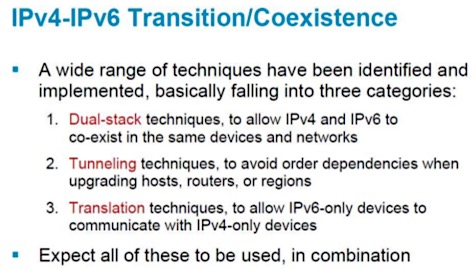 IPv4-IPv6 Transition/Coexistence
▪ A wide range of techniques have been identified and
implemented, basically falling into three categories:
1. Dual-stack techniques, to allow IPv4 and IPv6 to
co-exist in the same devices and networks
2. Tunneling techniques, to avoid order dependencies when
upgrading hosts, routers, or regions
3. Translation techniques, to allow IPv6-only devices to
communicate with IPv4-only devices
▪ Expect all of these to be used, in combination